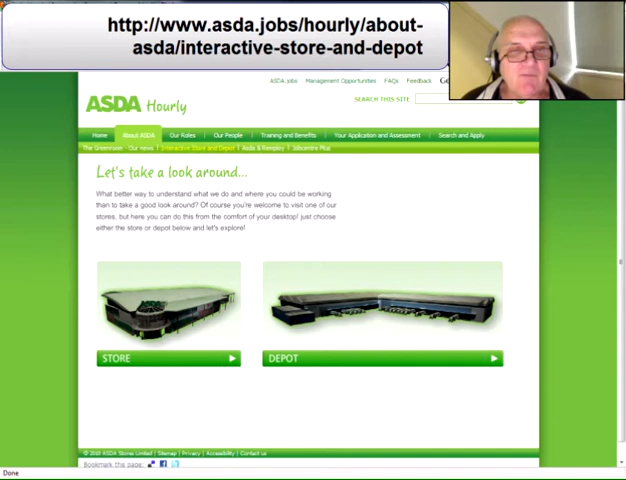 http://www.asda.jobs/hourly/about-
asda/interactive-store-and-depot
ASDA jobs Management Opportunities FAQs Feedback
ASDA Hourly
SEARCH THIS SITE
Home About ASDA Our Roles Our People Training and Benefits Your Application and Assessment Search and Apply
The Greenroom - Our news Interactive Store and Depot Asda & Remploy Jobcentre Plus
Let's take a look around...
What better way to understand what we do and where you could be working
than to take a good look around? Of course you're welcome to visit one of our
stores, but here you can do this from the comfort of your desktop! just choose
either the store or depot below and let's explore!
STORE DEPOT
© 2010 ASDA Stores Limited | Sitemap | Privacy | Accessibility | Contact us
Bookmark this page:
Done